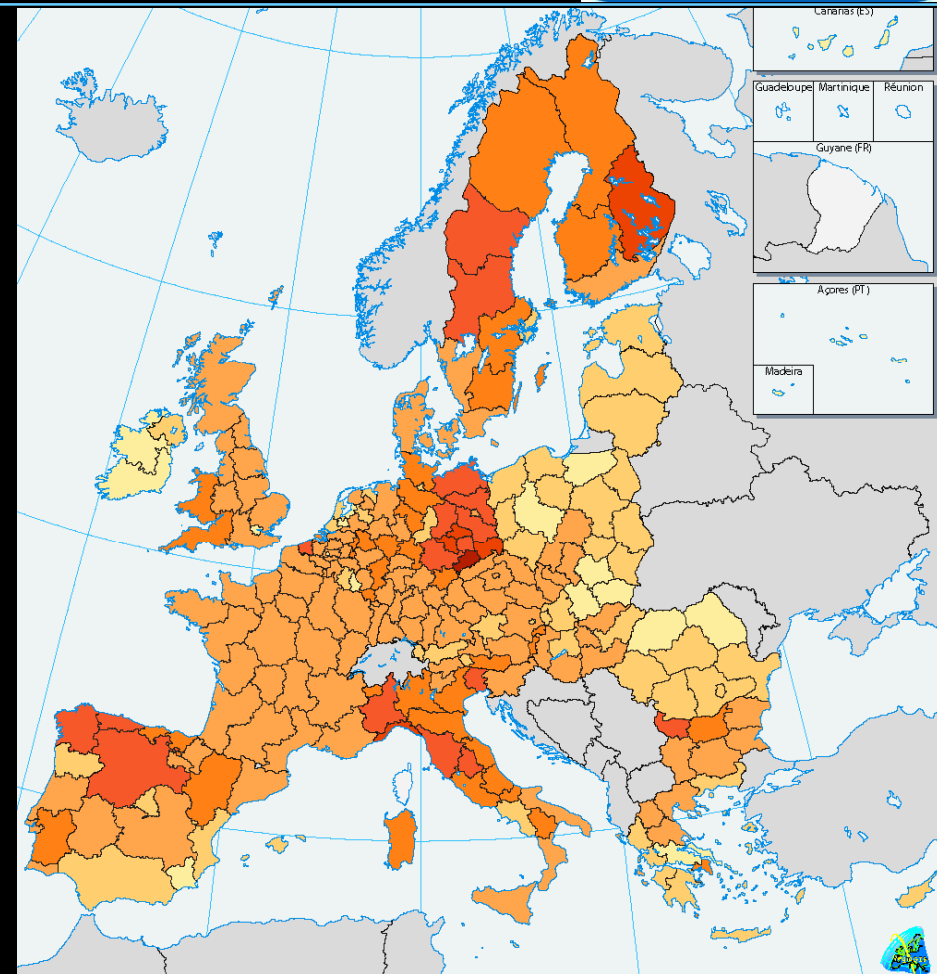 Canarias (ES)
Guadeloupe
Martinique
Réunion
Guyane (FR)
Açores (PT)
Madeira